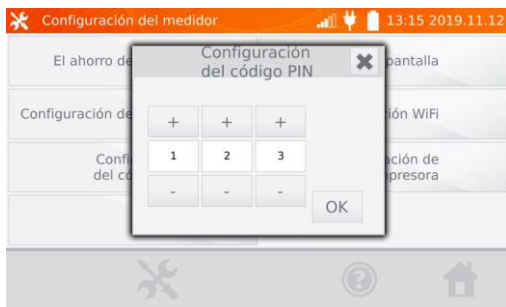 Configuración del medidor
13:15 2019.11.12
El ahorro de
pantalla
Configuración
del código PIN
Configuración de
ión WiFi
+ + +
1 2 3
- - -
Confi
del có
ación de
presora
OK